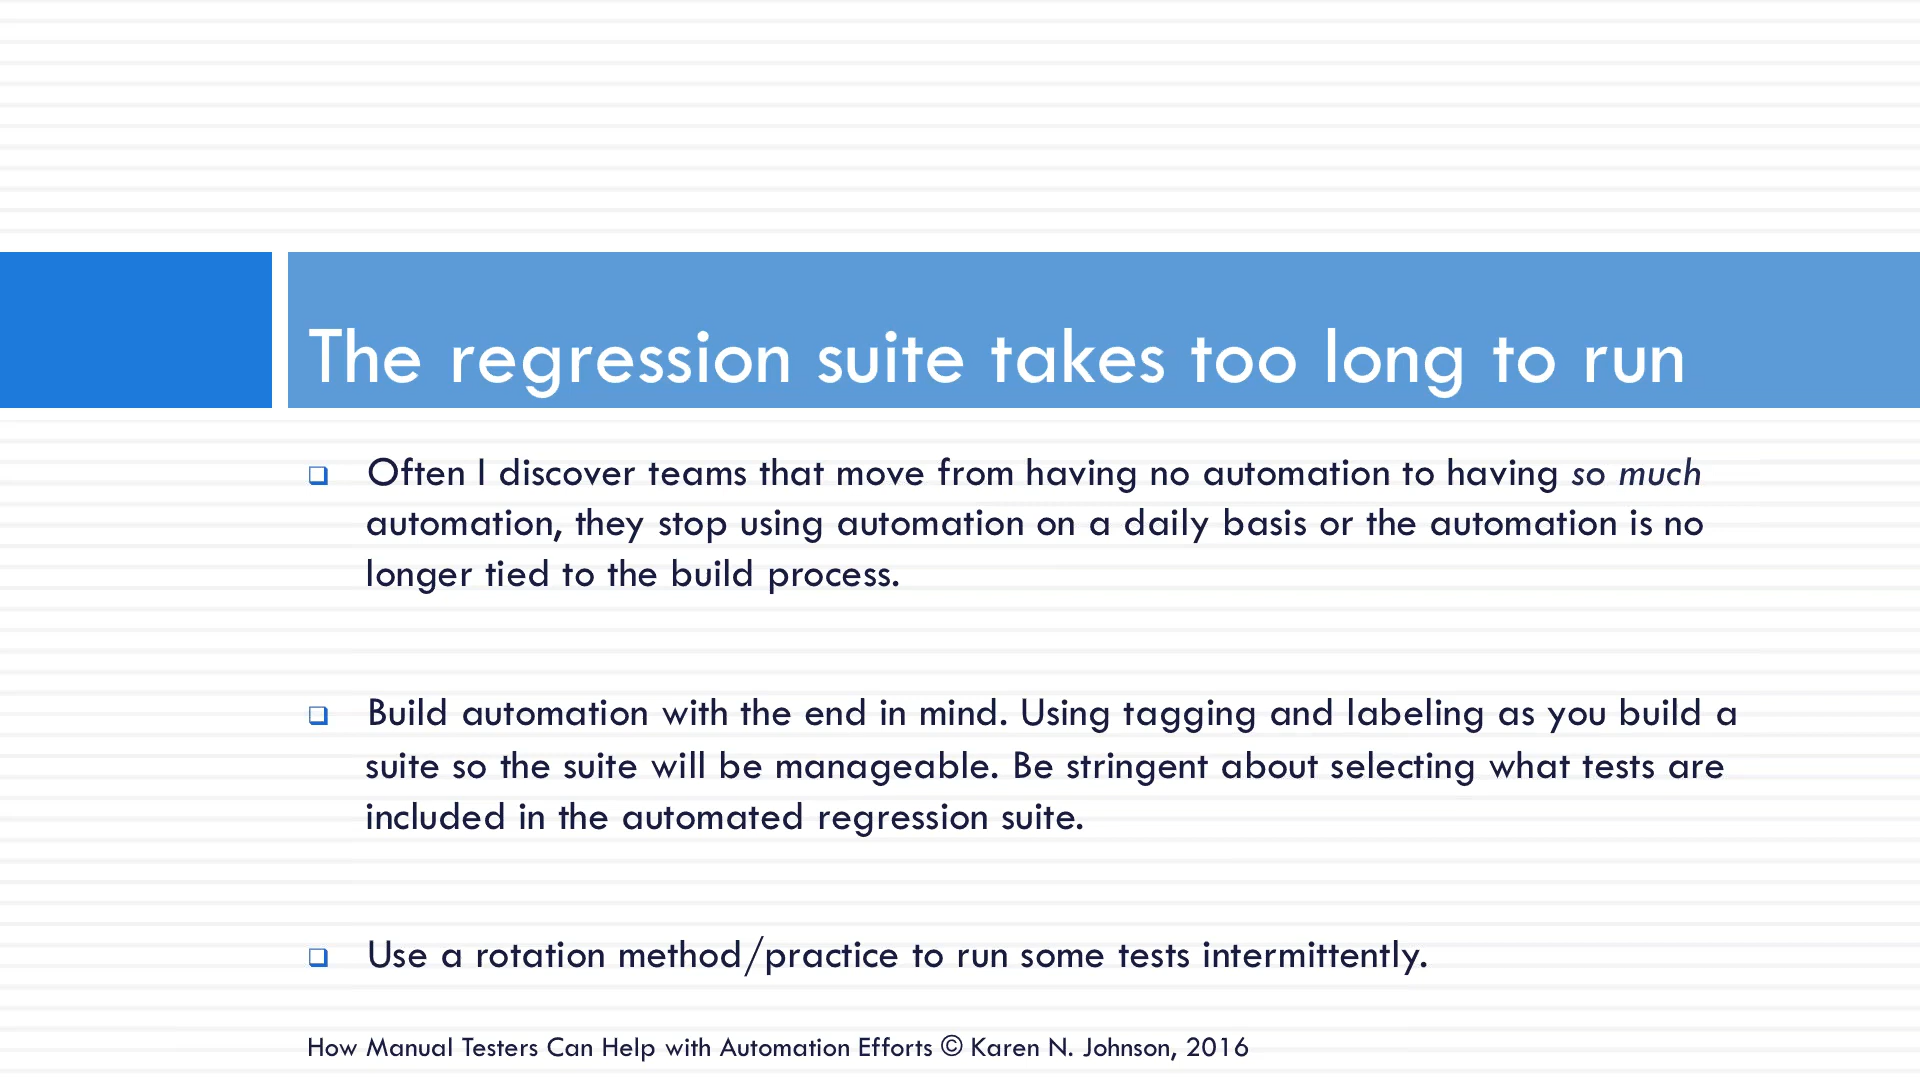 The regression suite takes too long to run
Often I discover teams that move from having no automation to having so much
automation, they stop using automation on a daily basis or the automation is no
longer tied to the build process.
Build automation with the end in mind. Using tagging and labeling as you build a
suite so the suite will be manageable. Be stringent about selecting what tests are
included in the automated regression suite.
Use a rotation method/practice to run some tests intermittently.
How Manual Testers Can Help with Automation Efforts © Karen N. Johnson, 2016